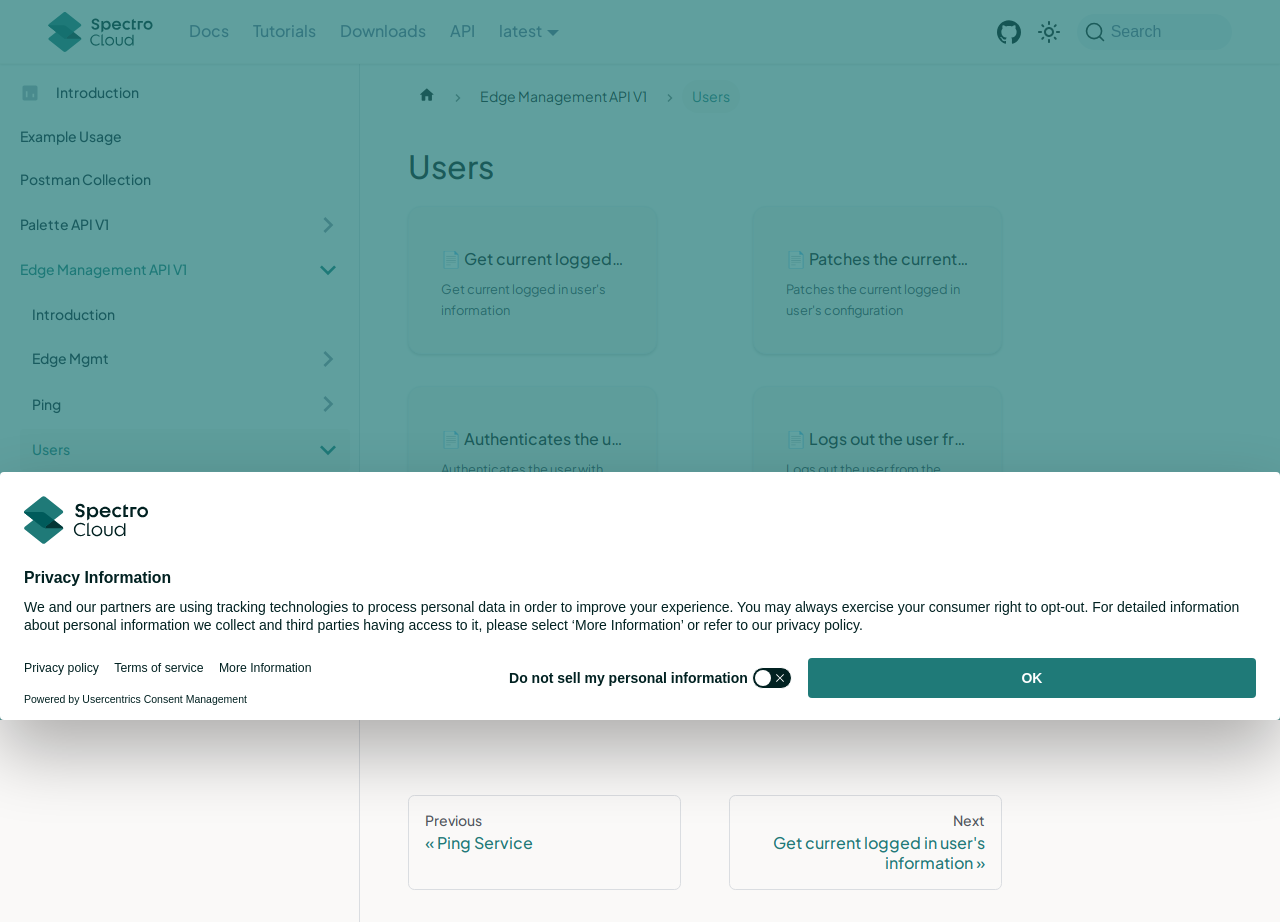 Spectro Cloud
Docs
Tutorials
Downloads
API
latest
Search
Introduction
Example Usage
Postman Collection
Palette API V1
Edge Management API V1
Introduction
Edge Mgmt
Ping
Users
Edge Management API V1
Users
Users
Get current logged…
Get current logged in user's
information
Patches the current…
Patches the current logged in
user's configuration
Authenticates the u…
Authenticates the user with
Logs out the user fr…
Logs out the user from the
Spectro
Cloud
Privacy Information
We and our partners are using tracking technologies to process personal data in order to improve your experience. You may always exercise your consumer right to opt-out. For detailed information
about personal information we collect and third parties having access to it, please select ‘More Information’ or refer to our privacy policy.
Privacy policy
Terms of service
More Information
Powered by Usercentrics Consent Management
Do not sell my personal information
OK
Previous
« Ping Service
Next
Get current logged in user's
information »